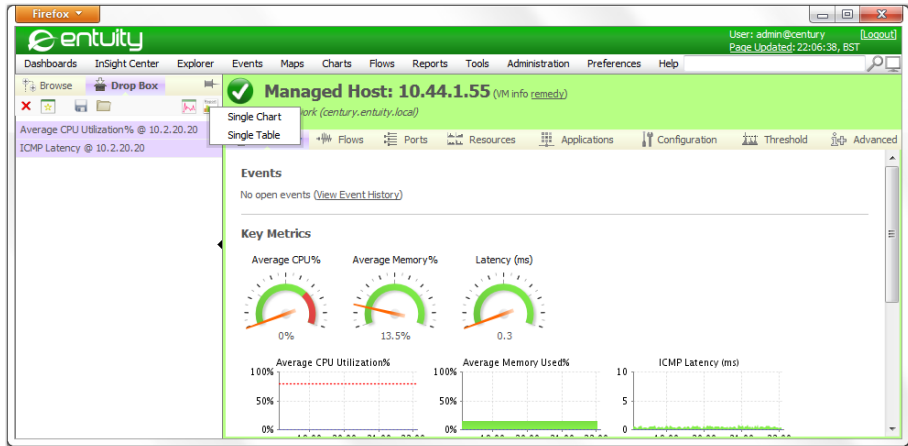 Firefox
entuity
User: admin@century [Logout]
Page Updated: 22:06:38, BST
Dashboards InSight Center Explorer Events Maps Charts Flows Reports Tools Administration Preferences Help
Browse Drop Box
Managed Host: 10.44.1.55 (VM info remedy)
ork (century.entuity.local)
Single Chart
Single Table
Average CPU Utilization% @ 10.2.20.20
ICMP Latency @ 10.2.20.20
Flows Ports Resources Applications Configuration Threshold Advanced
Events
No open events (View Event History)
Key Metrics
Average CPU% Average Memory% Latency (ms)
0% 13.5% 0.3
Average CPU Utilization% Average Memory Used% ICMP Latency (ms)
100% 100% 10
50% 50% 5
0% 0% 0